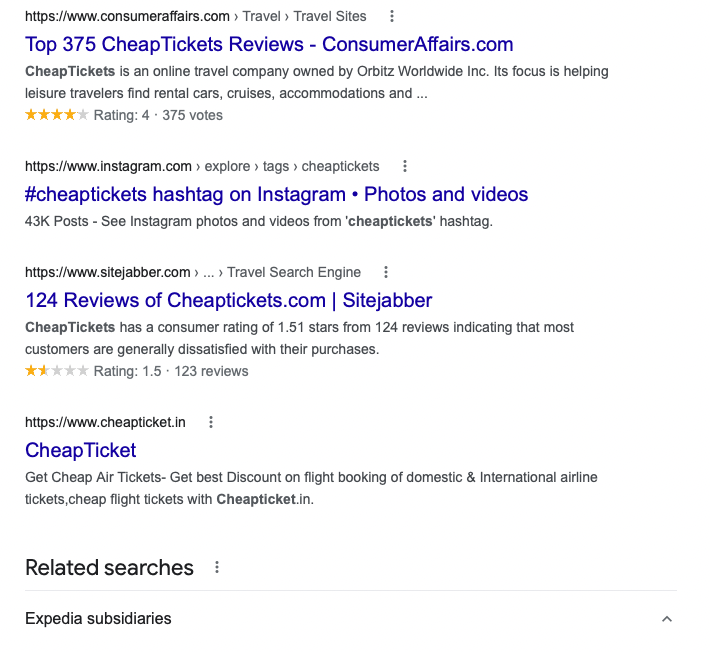 https://www.consumeraffairs.com › Travel › Travel Sites
Top 375 CheapTickets Reviews - ConsumerAffairs.com
CheapTickets is an online travel company owned by Orbitz Worldwide Inc. Its focus is helping
leisure travelers find rental cars, cruises, accommodations and ...
Rating: 4 · 375 votes
https://www.instagram.com › explore › tags › cheaptickets
#cheaptickets hashtag on Instagram • Photos and videos
43K Posts - See Instagram photos and videos from 'cheaptickets' hashtag.
https://www.sitejabber.com › ... › Travel Search Engine
124 Reviews of Cheaptickets.com | Sitejabber
CheapTickets has a consumer rating of 1.51 stars from 124 reviews indicating that most
customers are generally dissatisfied with their purchases.
Rating: 1.5 · 123 reviews
https://www.cheapticket.in
CheapTicket
Get Cheap Air Tickets- Get best Discount on flight booking of domestic & International airline
tickets,cheap flight tickets with Cheapticket.in.
Related searches
Expedia subsidiaries